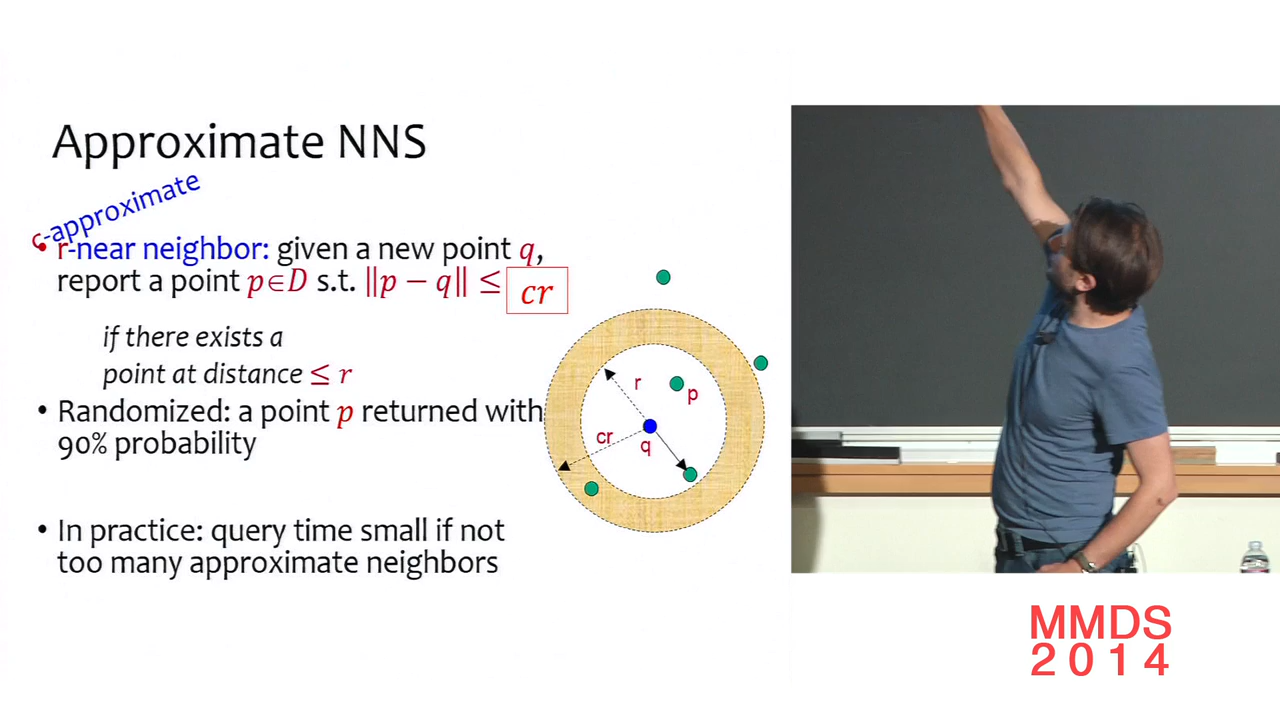 Approximate NNS
c-approximate
• r-near neighbor: given a new point q,
report a point p∈D s.t. ‖p − q‖ ≤ cr
if there exists a
point at distance ≤ r
• Randomized: a point p returned with
90% probability
• In practice: query time small if not
too many approximate neighbors
r
p
cr
q
MMDS
2014